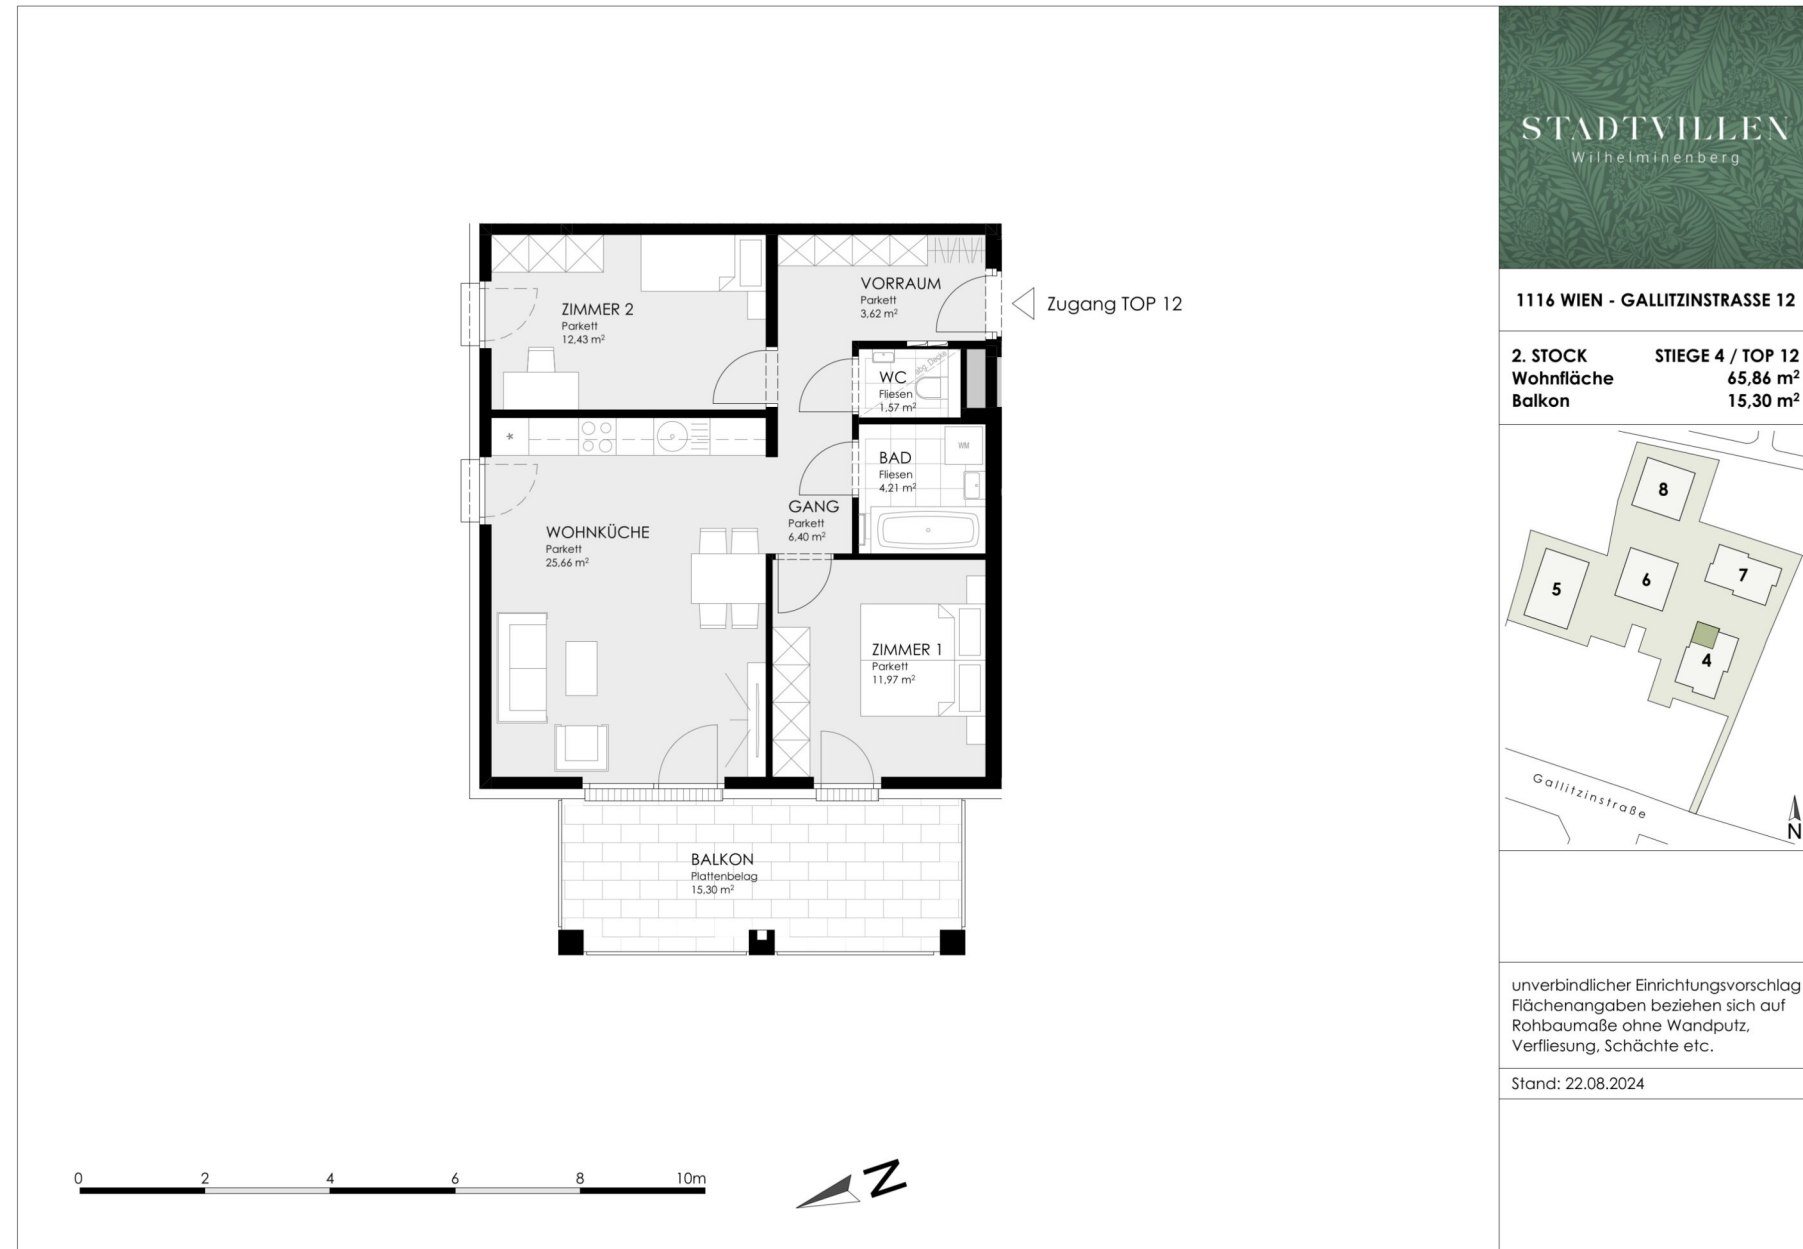 STADTVILLEN
Wilhelminenberg
1116 WIEN - GALLITZINSTRASSE 12
2. STOCK STIEGE 4 / TOP 12
Wohnfläche 65,86 m²
Balkon 15,30 m²
8
5
6
7
4
Gallitzinstraße
N
unverbindlicher Einrichtungsvorschlag
Flächenangaben beziehen sich auf
Rohbaumaße ohne Wandputz,
Verfliesung, Schächte etc.
Stand: 22.08.2024
ZIMMER 2
Parkett
12,43 m²
VORRAUM
Parkett
3,62 m²
Zugang TOP 12
abg. Decke
WC
Fliesen
1,57 m²
*
BAD
Fliesen
4,21 m²
WM
GANG
Parkett
6,40 m²
WOHNKÜCHE
Parkett
25,66 m²
ZIMMER 1
Parkett
11,97 m²
BALKON
Plattenbelag
15,30 m²
0 2 4 6 8 10m
N